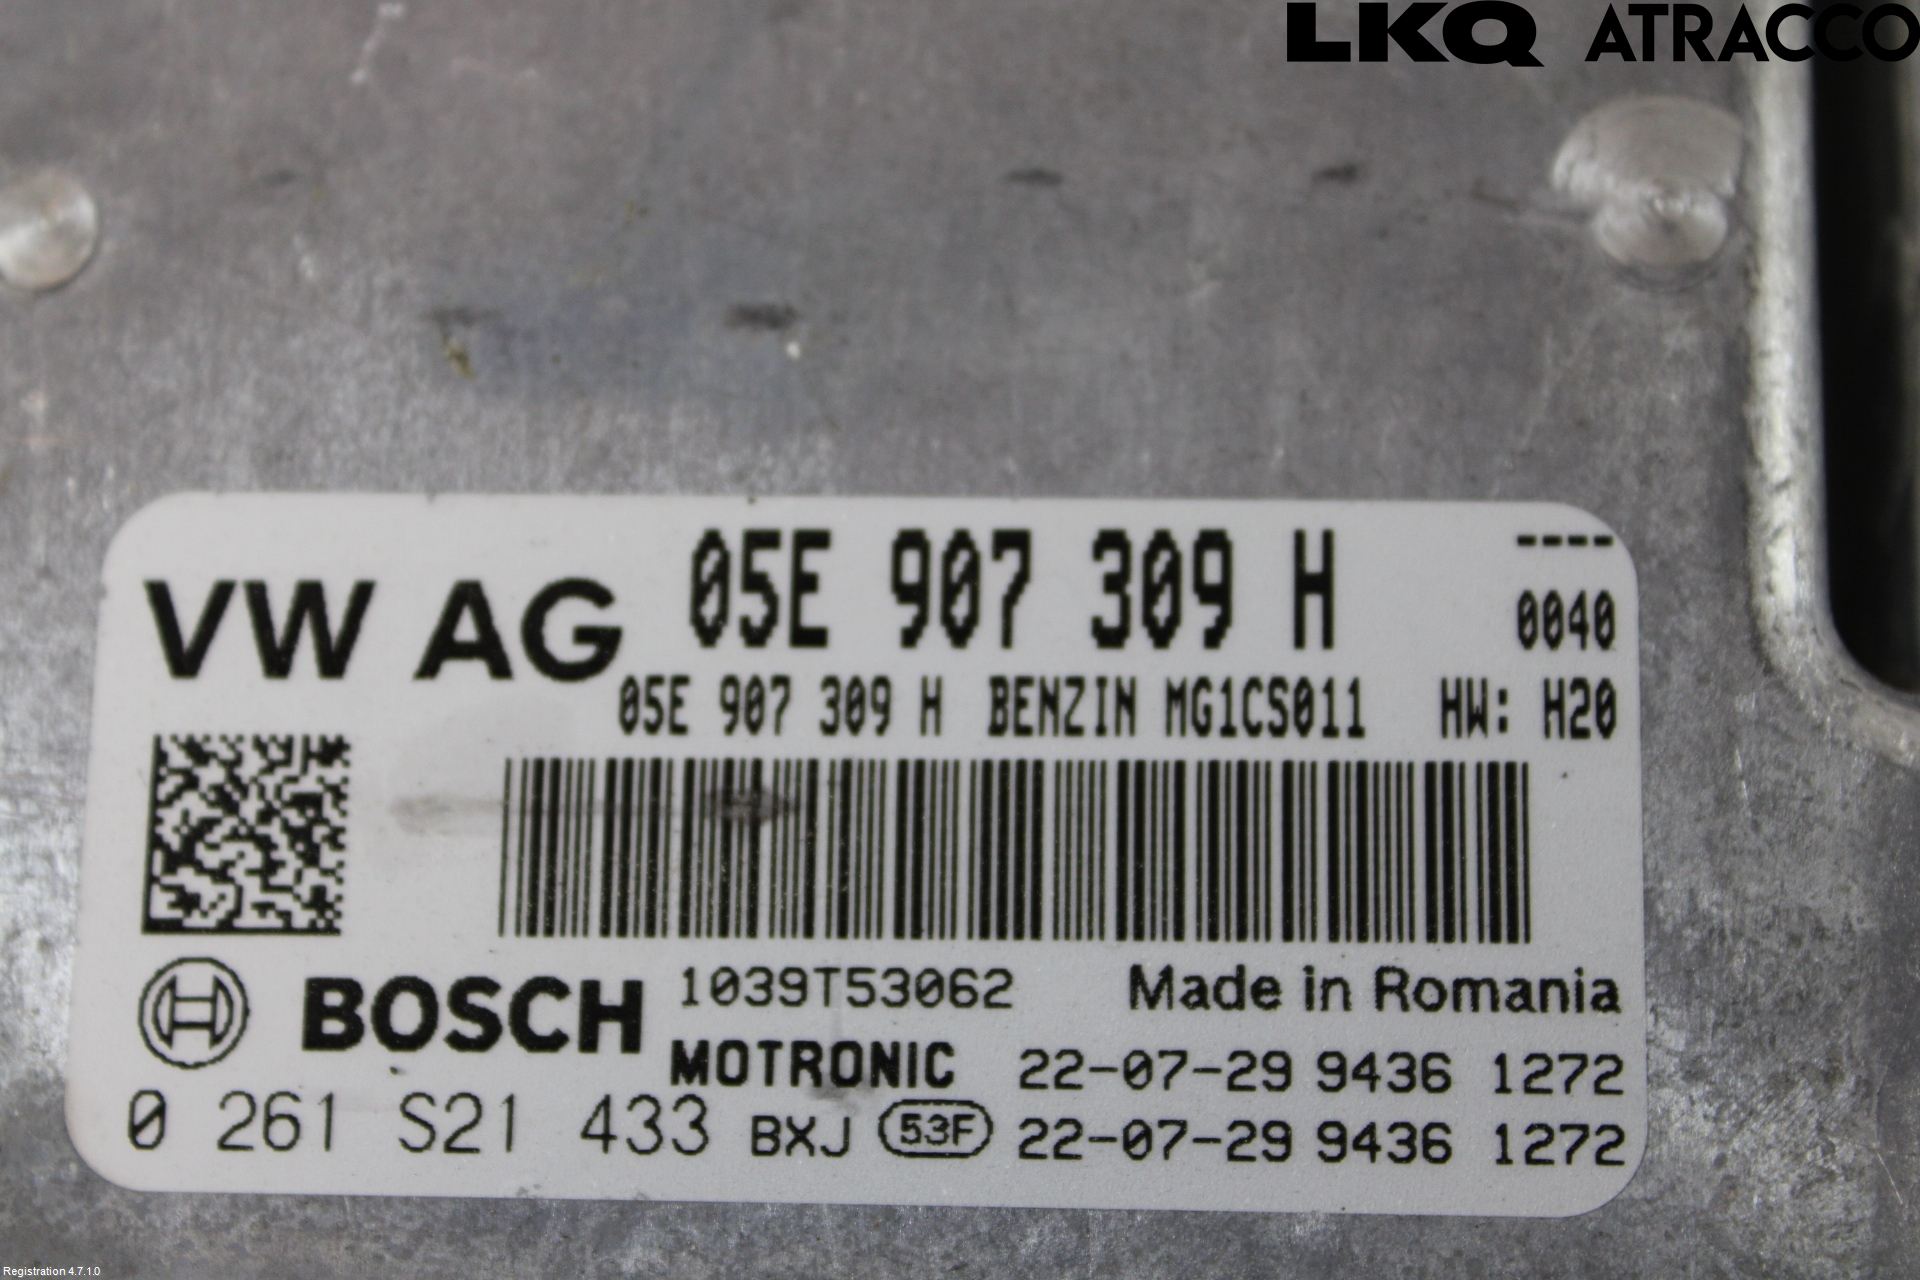 LKQ ATRACCO
VW AG 05E 907 309 H ----
0040
05E 907 309 H BENZIN MG1CS011 HW: H20
BOSCH 1039T53062 Made in Romania
MOTRONIC 22-07-29 9436 1272
0 261 S21 433 BXJ 53F 22-07-29 9436 1272
Registration 4.7.1.0